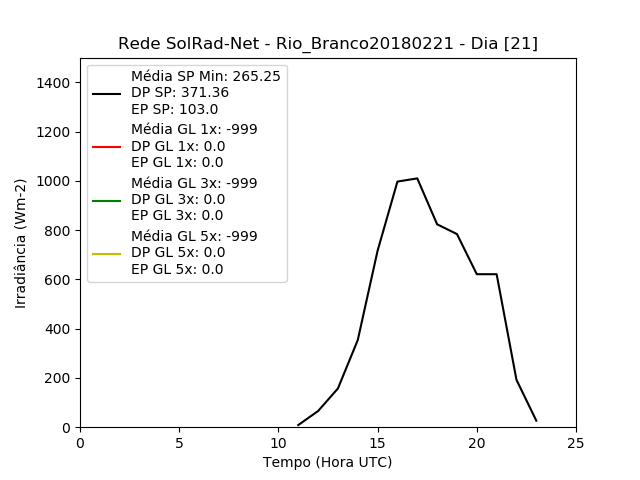 Rede SolRad-Net - Rio_Branco20180221 - Dia [21]
Média SP Min: 265.25
DP SP: 371.36
EP SP: 103.0
Média GL 1x: -999
DP GL 1x: 0.0
EP GL 1x: 0.0
Média GL 3x: -999
DP GL 3x: 0.0
EP GL 3x: 0.0
Média GL 5x: -999
DP GL 5x: 0.0
EP GL 5x: 0.0
Irradiância (Wm-2)
1400
1200
1000
800
600
400
200
0
0 5 10 15 20 25
Tempo (Hora UTC)